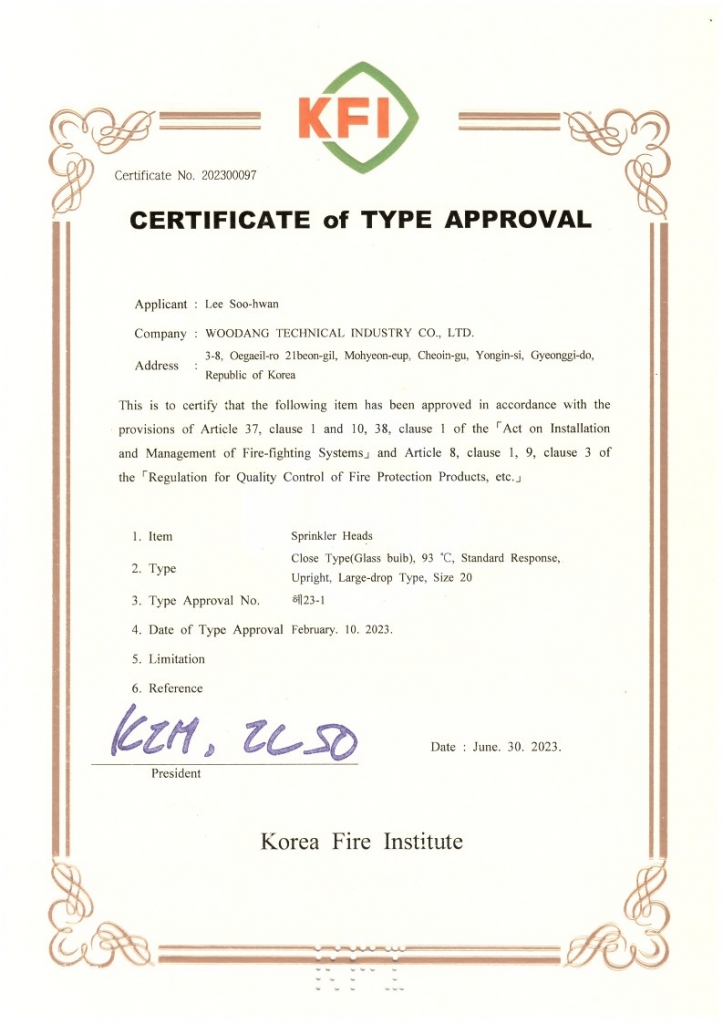 KFI
Certificate No. 202300097
CERTIFICATE of TYPE APPROVAL
Applicant : Lee Soo-hwan
Company : WOODANG TECHNICAL INDUSTRY CO., LTD.
Address : 3-8, Oegaeil-ro 21beon-gil, Mohyeon-eup, Cheoin-gu, Yongin-si, Gyeonggi-do,
Republic of Korea
This is to certify that the following item has been approved in accordance with the
provisions of Article 37, clause 1 and 10, 38, clause 1 of the「Act on Installation
and Management of Fire-fighting Systems」and Article 8, clause 1, 9, clause 3 of
the「Regulation for Quality Control of Fire Protection Products, etc.」
1. Item Sprinkler Heads
2. Type Close Type(Glass buib), 93 ℃, Standard Response,
Upright, Large-drop Type, Size 20
3. Type Approval No. 헤23-1
4. Date of Type Approval February. 10. 2023.
5. Limitation
6. Reference
KIM, IL SO
President
Date : June. 30. 2023.
Korea Fire Institute
KFI